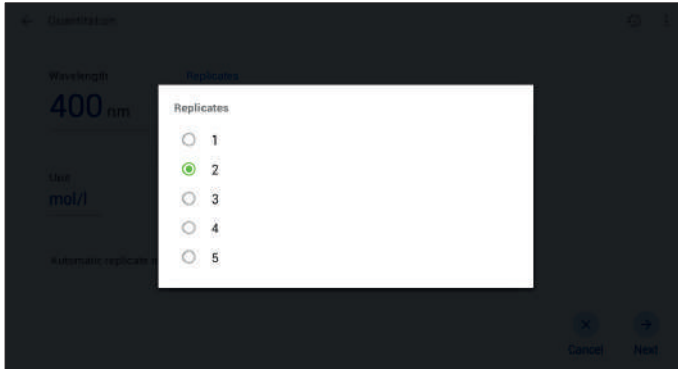 Quantitation
Wavelength Replicates
400 nm
Replicates
1
2
3
4
5
Unit
mol/l
Automatic replicate
Cancel Next